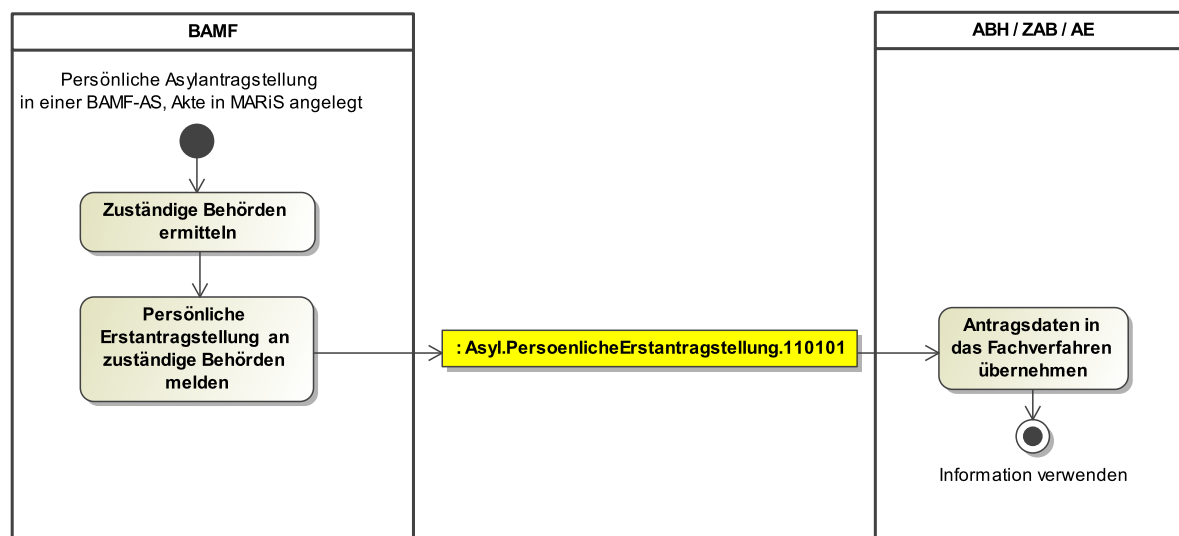 BAMF
ABH / ZAB / AE
Persönliche Asylantragstellung
in einer BAMF-AS, Akte in MARiS angelegt
Zuständige Behörden
ermitteln
Persönliche
Erstantragstellung an
zuständige Behörden
melden
: Asyl.PersoenlicheErstantragstellung.110101
Antragsdaten in
das Fachverfahren
übernehmen
Information verwenden